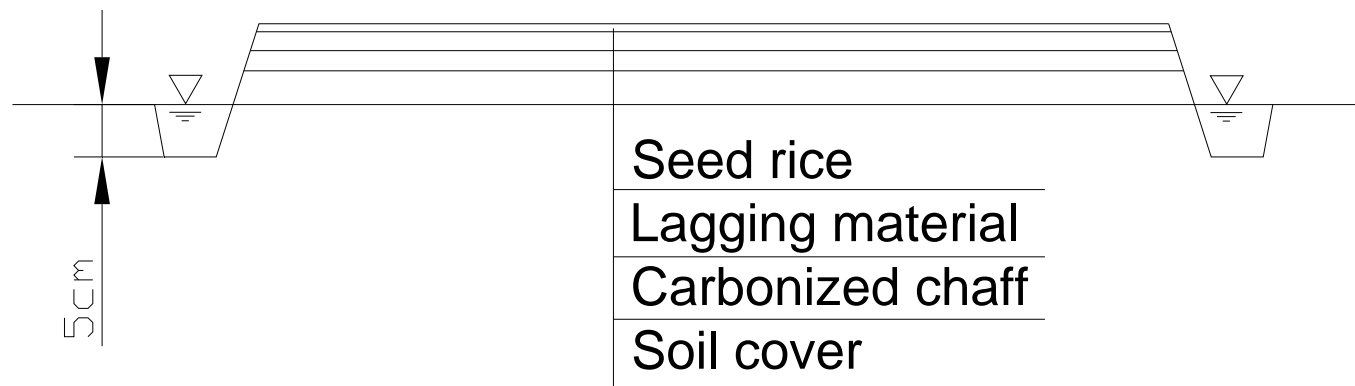 Seed rice
Lagging material
Carbonized chaff
Soil cover
5cm